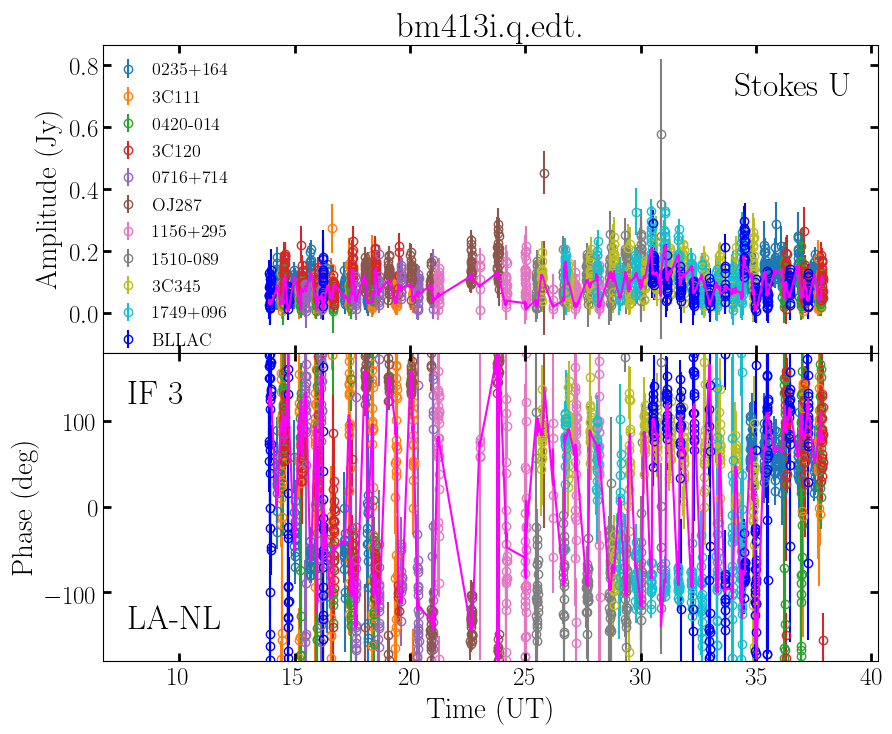 bm413i.q.edt.
Stokes U
Amplitude (Jy)
0.8
0.6
0.4
0.2
0.0
0235+164
3C111
0420-014
3C120
0716+714
OJ287
1156+295
1510-089
3C345
1749+096
BLLAC
IF 3
LA-NL
Phase (deg)
100
0
−100
10 15 20 25 30 35 40
Time (UT)